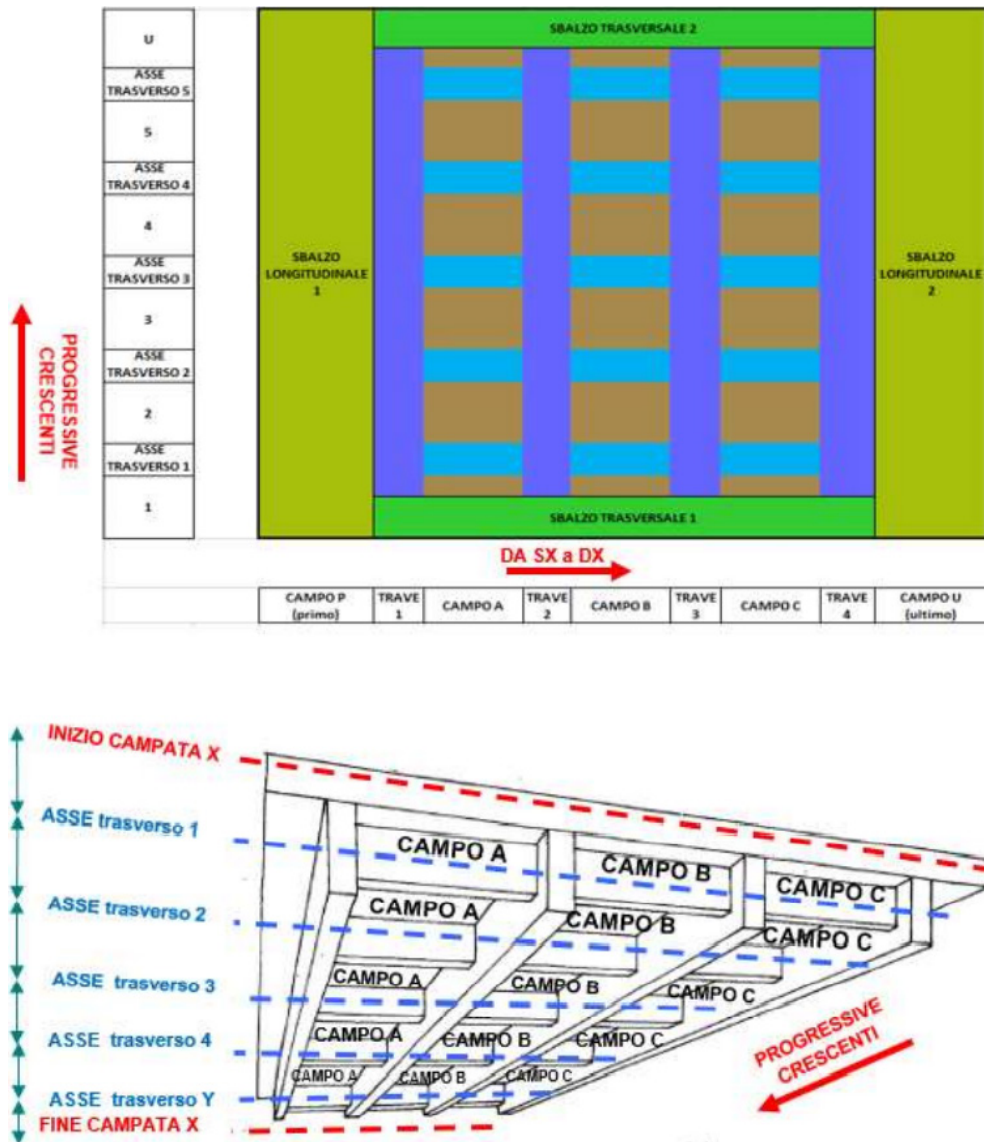 U
SBALZO TRASVERSALE 2
ASSE
TRASVERSO 5
5
ASSE
TRASVERSO 4
4
ASSE
TRASVERSO 3
SBALZO
LONGITUDINALE
1
SBALZO
LONGITUDINALE
2
3
ASSE
TRASVERSO 2
2
ASSE
TRASVERSO 1
1
SBALZO TRASVERSALE 1
PROGRESSIVE
CRESCENTI
DA SX a DX
CAMPO P
(primo)
TRAVE
1
CAMPO A
TRAVE
2
CAMPO B
TRAVE
3
CAMPO C
TRAVE
4
CAMPO U
(ultimo)
INIZIO CAMPATA X
ASSE trasverso 1
CAMPO A
CAMPO B
CAMPO C
ASSE trasverso 2
CAMPO A
CAMPO B
CAMPO C
ASSE trasverso 3
CAMPO A
CAMPO B
CAMPO C
ASSE trasverso 4
CAMPO A
CAMPO B
CAMPO C
ASSE trasverso Y
CAMPO A
CAMPO B
CAMPO C
FINE CAMPATA X
PROGRESSIVE
CRESCENTI